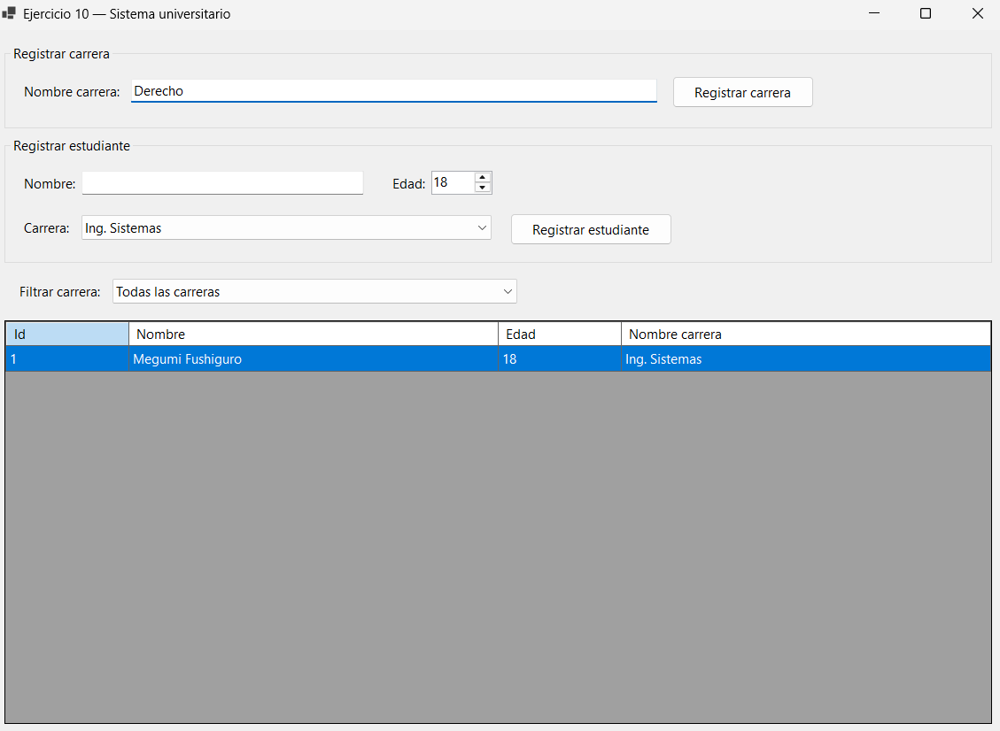 Ejercicio 10 — Sistema universitario
Registrar carrera
Nombre carrera: Derecho Registrar carrera
Registrar estudiante
Nombre: Edad: 18
Carrera: Ing. Sistemas Registrar estudiante
Filtrar carrera: Todas las carreras
Id Nombre Edad Nombre carrera
1 Megumi Fushiguro 18 Ing. Sistemas